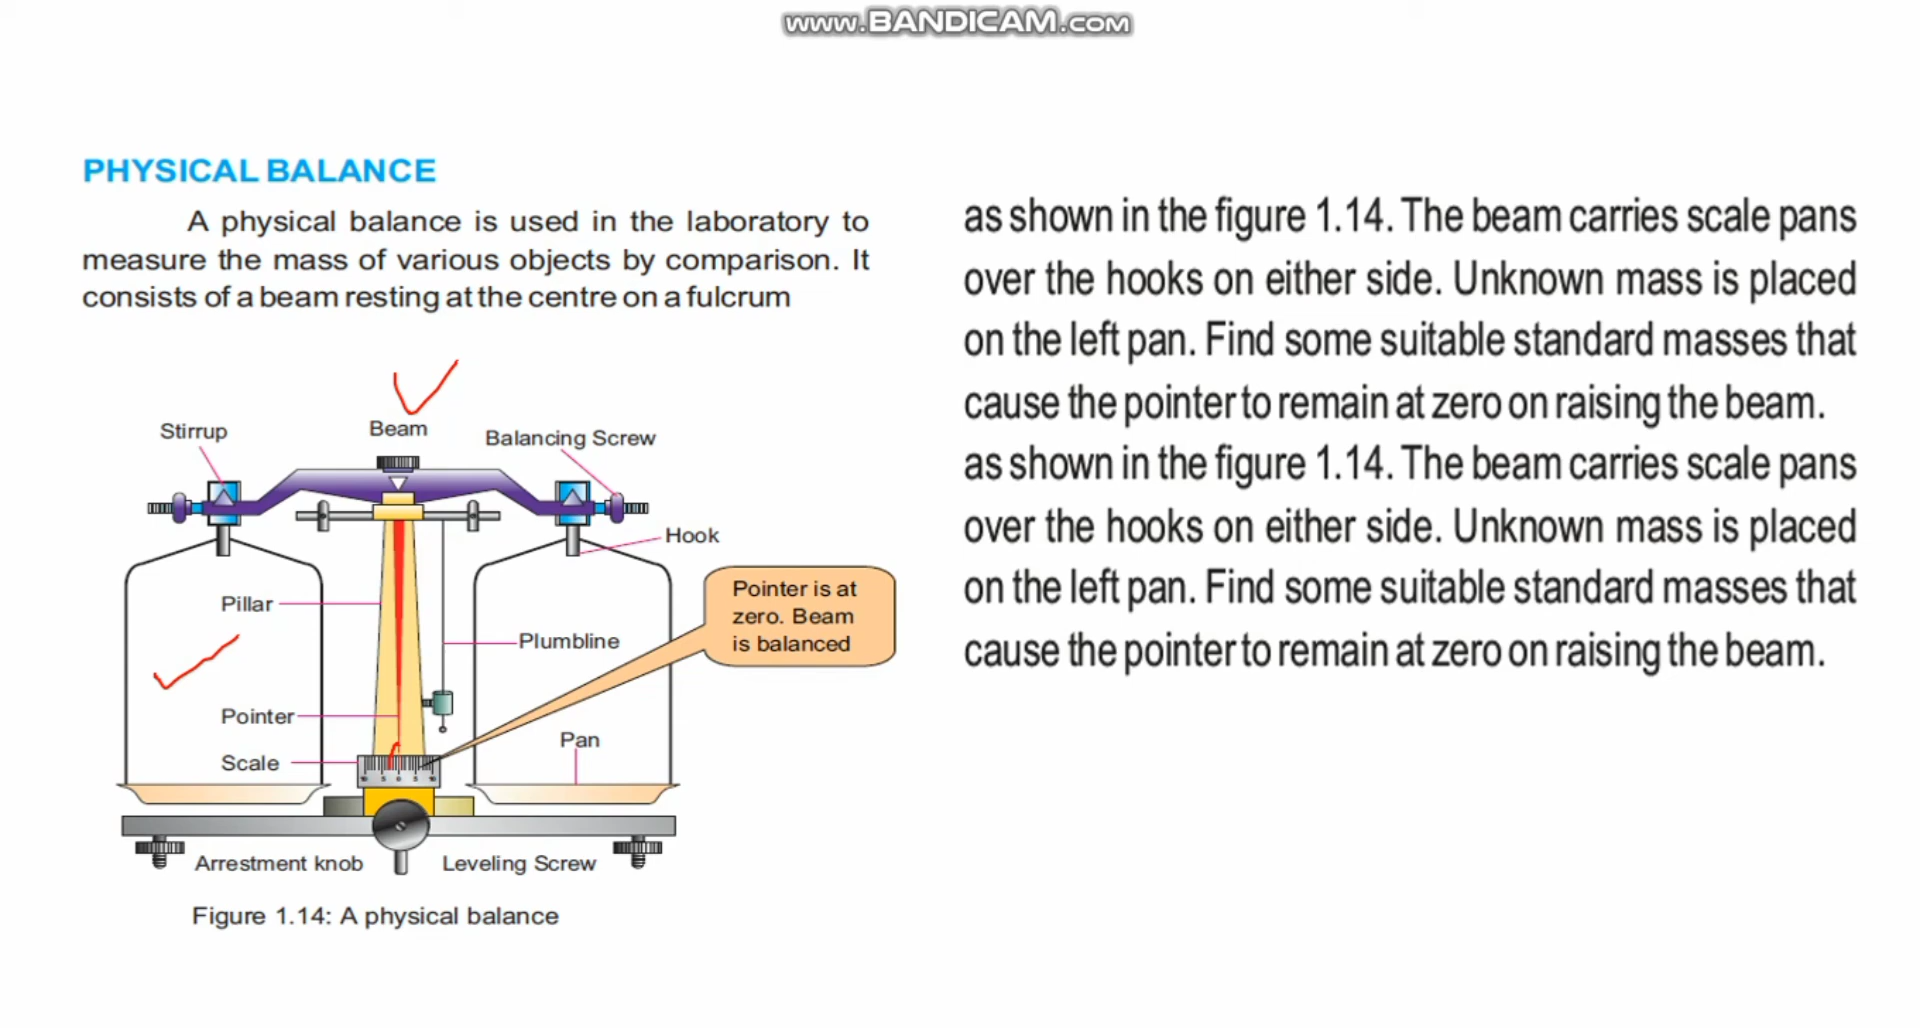 www.BANDICAM.com
PHYSICAL BALANCE
A physical balance is used in the laboratory to
measure the mass of various objects by comparison. It
consists of a beam resting at the centre on a fulcrum
Stirrup
Beam
Balancing Screw
Hook
Pillar
Pointer is at
zero. Beam
is balanced
Plumbline
Pointer
Pan
Scale
10 5 0 5 10
Arrestment knob
Leveling Screw
Figure 1.14: A physical balance
as shown in the figure 1.14. The beam carries scale pans
over the hooks on either side. Unknown mass is placed
on the left pan. Find some suitable standard masses that
cause the pointer to remain at zero on raising the beam.
as shown in the figure 1.14. The beam carries scale pans
over the hooks on either side. Unknown mass is placed
on the left pan. Find some suitable standard masses that
cause the pointer to remain at zero on raising the beam.